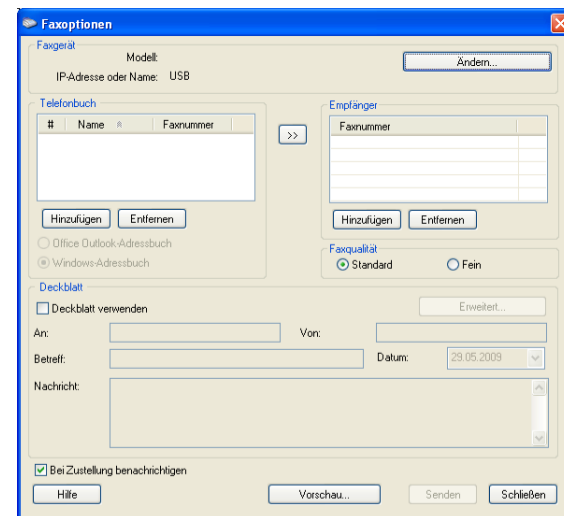 Faxoptionen
Faxgerät
Modell:
Ändern...
IP-Adresse oder Name: USB
Telefonbuch
# Name Faxnummer
>>
Hinzufügen Entfernen
Office Outlook-Adressbuch
Windows-Adressbuch
Empfänger
Faxnummer
Hinzufügen Entfernen
Faxqualität
Standard Fein
Deckblatt
Deckblatt verwenden Erweitert...
An: Von:
Betreff: Datum: 29.05.2009
Nachricht:
Bei Zustellung benachrichtigen
Hilfe Vorschau... Senden Schließen